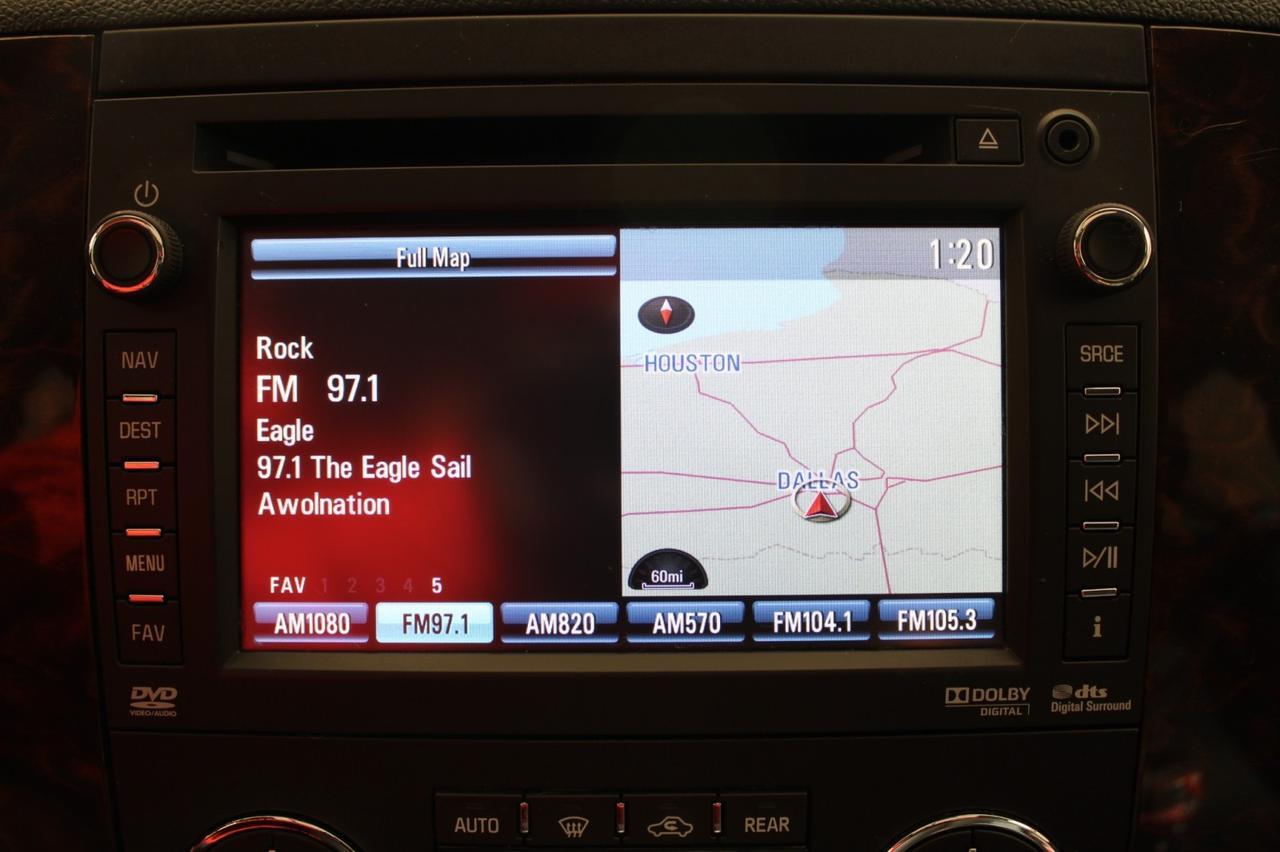 Full Map
1:20
Rock
FM 97.1
Eagle
97.1 The Eagle Sail
Awolnation
HOUSTON
DALLAS
60mi
FAV 1 2 3 4 5
AM1080 FM97.1 AM820 AM570 FM104.1 FM105.3
NAV
DEST
RPT
MENU
FAV
SRCE
i
DVD
VIDEO/AUDIO
DOLBY
DIGITAL
dts
Digital Surround
AUTO
REAR